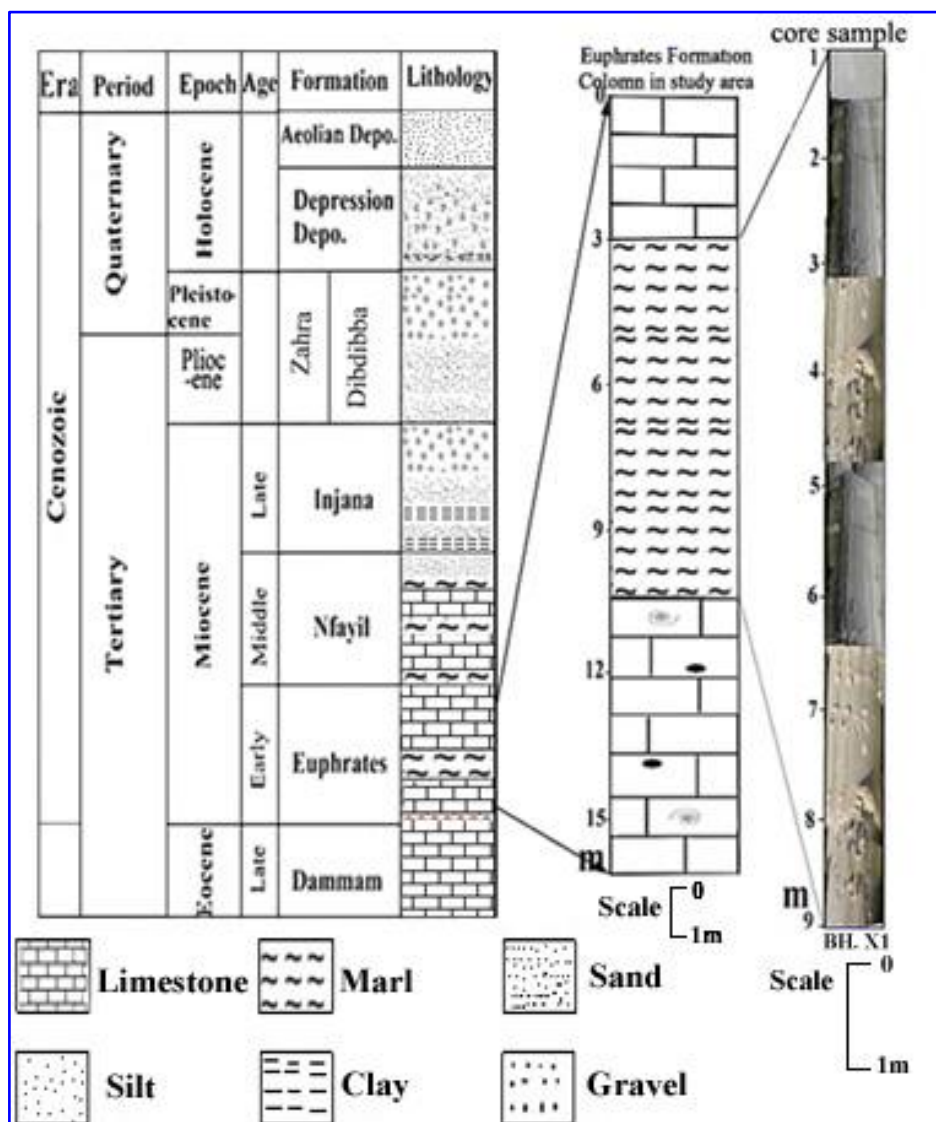 core sample
Euphrates Formation
Colomn in study area
Era Period Epoch Age Formation Lithology
Cenozoic
Quaternary
Tertiary
Holocene
Pleisto-
cene
Plioc
-ene
Miocene
Eocene
Late
Middle
Early
Late
Aeolian Depo.
Depression
Depo.
Zahra
Dibdibba
Injana
Nfayil
Euphrates
Dammam
0
3
6
9
12
15
m
Scale
0
1m
1
2
3
4
5
6
7
8
m
9
BH. X1
Scale
0
1m
Limestone
Marl
Sand
Silt
Clay
Gravel